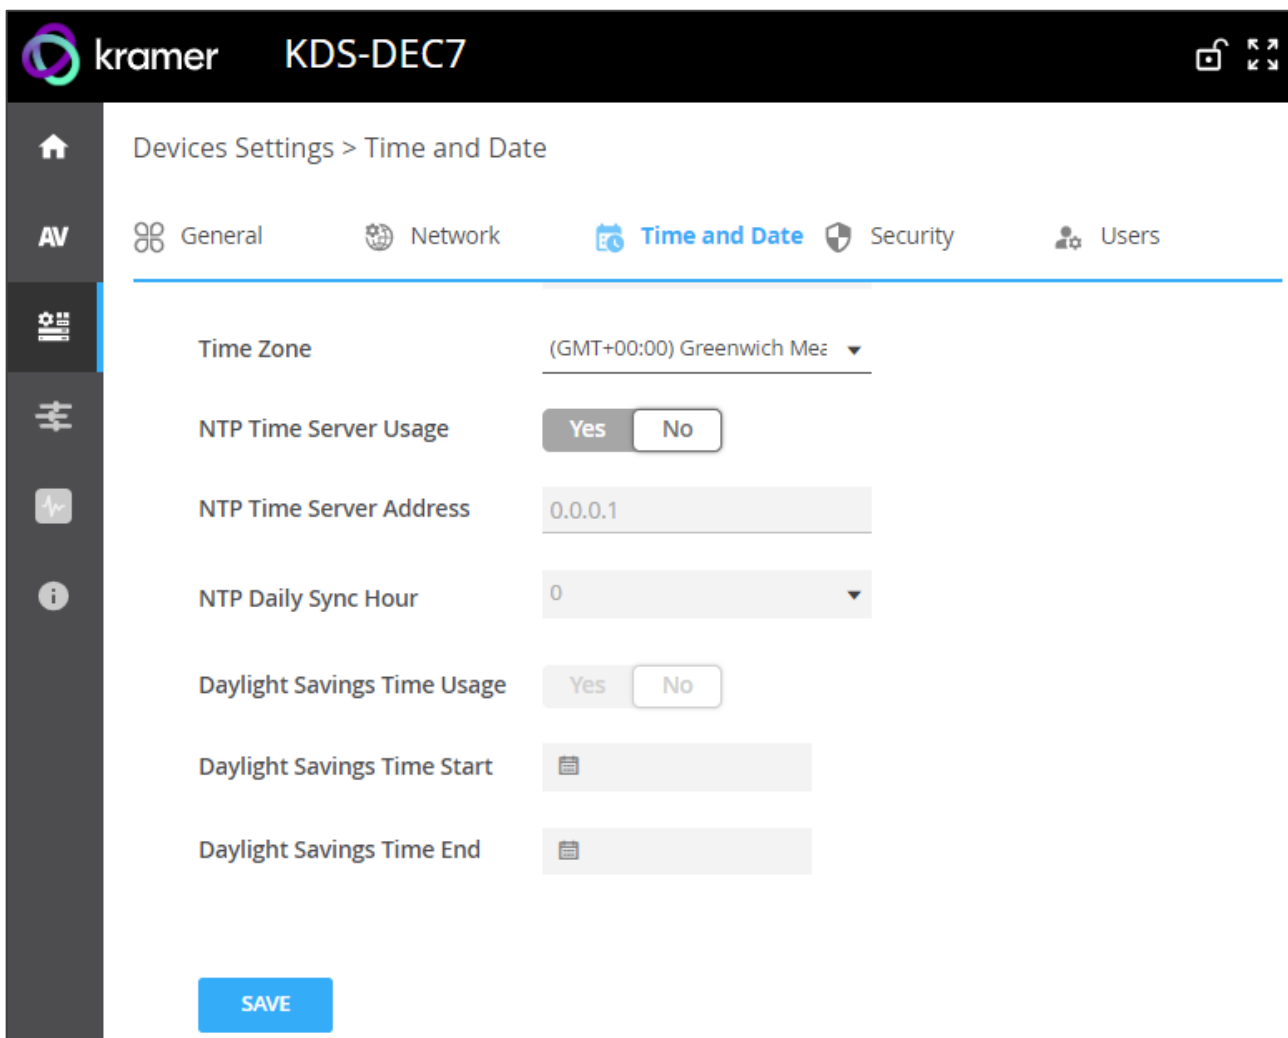 kramer KDS-DEC7
Devices Settings > Time and Date
AV General Network Time and Date Security Users
Time Zone (GMT+00:00) Greenwich Mea
NTP Time Server Usage Yes No
NTP Time Server Address 0.0.0.1
NTP Daily Sync Hour 0
Daylight Savings Time Usage Yes No
Daylight Savings Time Start
Daylight Savings Time End
SAVE